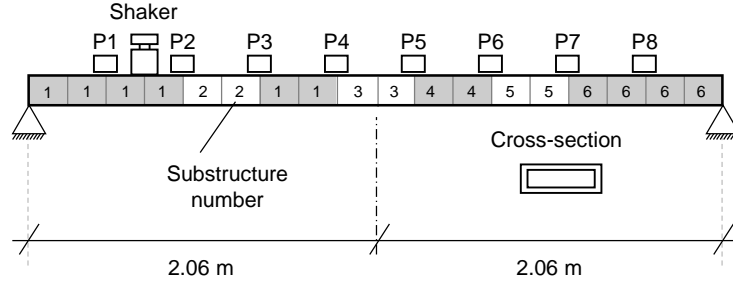 Shaker
P1 P2 P3 P4 P5 P6 P7 P8
1 1 1 1 2 2 1 1 3 3 4 4 5 5 6 6 6 6
Cross-section
Substructure
number
2.06 m 2.06 m